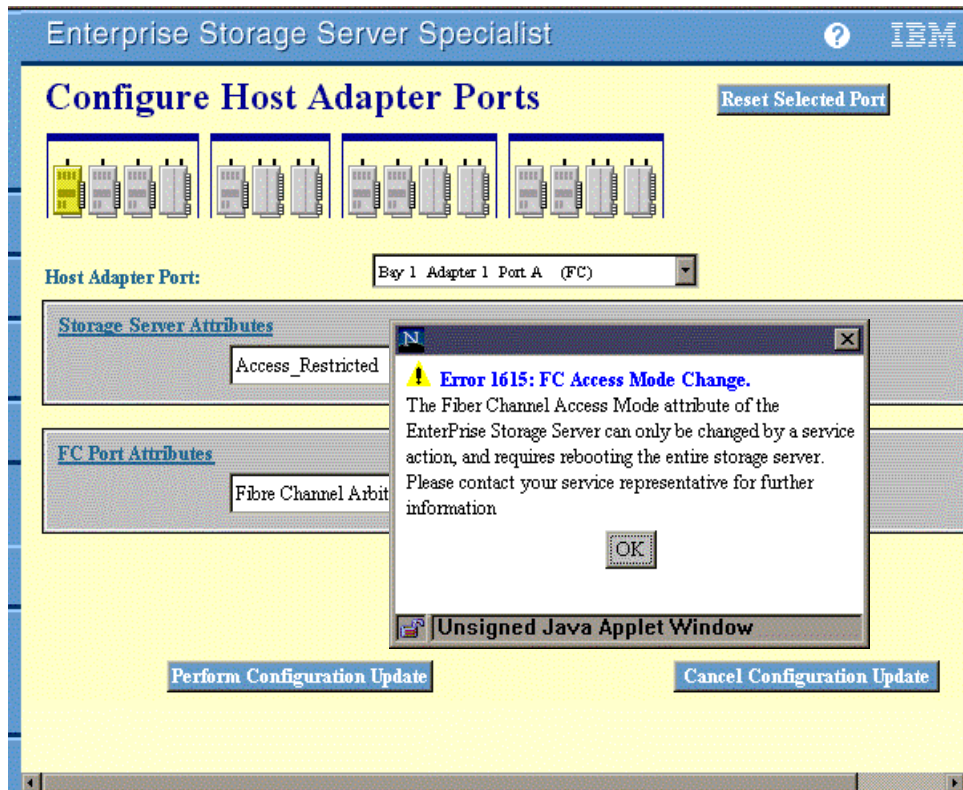 Enterprise Storage Server Specialist
?
IBM
Configure Host Adapter Ports
Reset Selected Port
Host Adapter Port:
Bay 1 Adapter 1 Port A (FC)
Storage Server Attributes
Access_Restricted
FC Port Attributes
Fibre Channel Arbit
N
Error 1615: FC Access Mode Change.
The Fiber Channel Access Mode attribute of the
EnterPrise Storage Server can only be changed by a service
action, and requires rebooting the entire storage server.
Please contact your service representative for further
information
OK
Unsigned Java Applet Window
Perform Configuration Update
Cancel Configuration Update